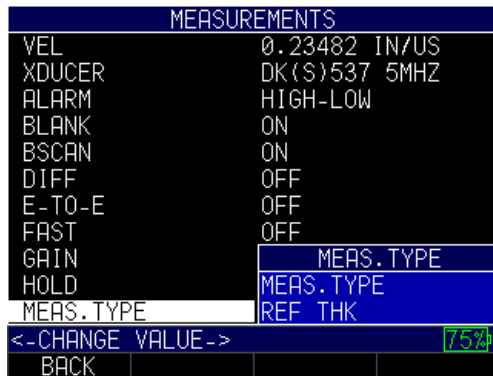 MEASUREMENTS
VEL 0.23482 IN/US
XDUCER DK(S)537 5MHZ
ALARM HIGH-LOW
BLANK ON
BSCAN ON
DIFF OFF
E-TO-E OFF
FAST OFF
GAIN MEAS.TYPE
HOLD MEAS.TYPE
MEAS.TYPE REF THK
<-CHANGE VALUE-> 75%
BACK